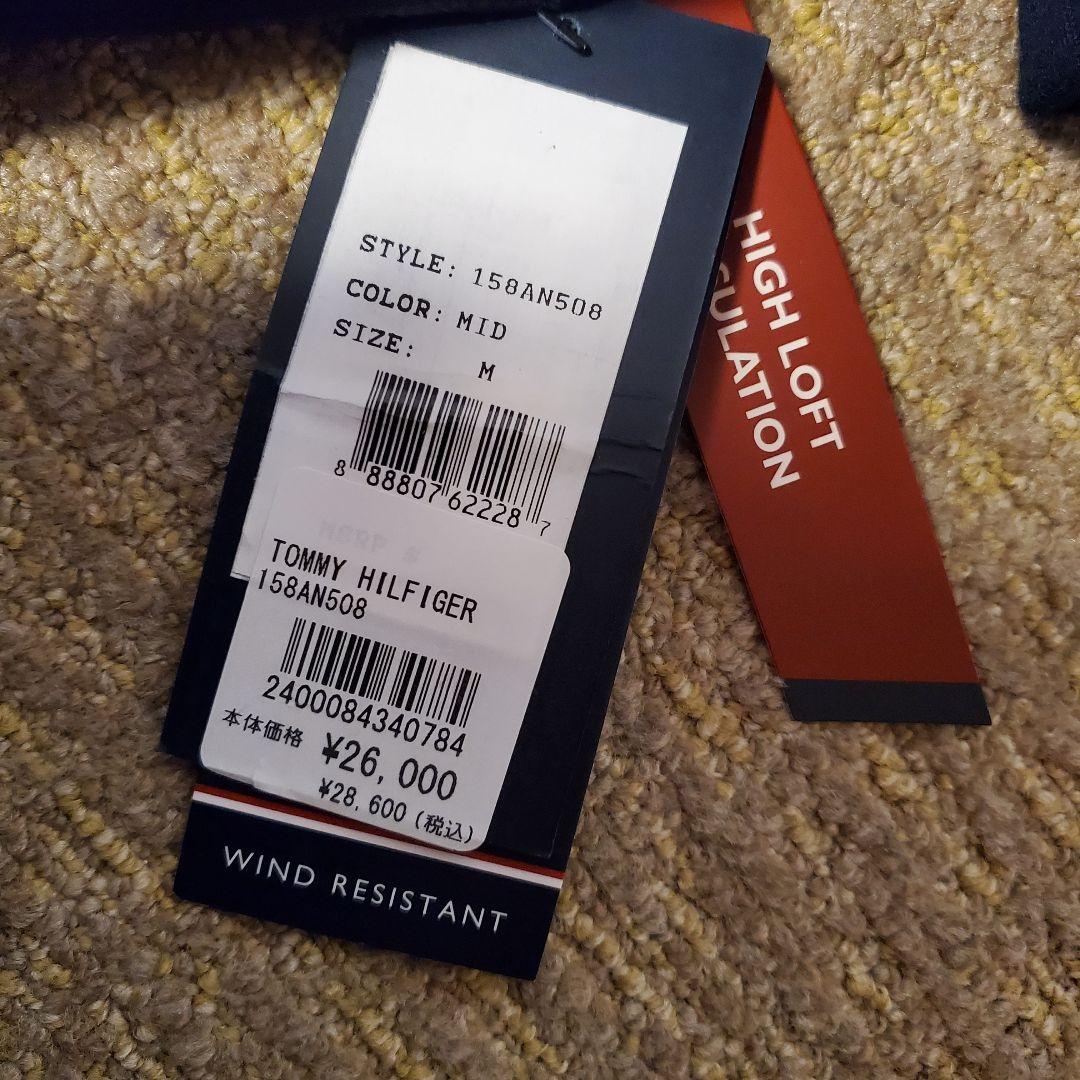 STYLE: 158AN508
COLOR: MID
SIZE: M
8 88807 62228 7
TOMMY HILFIGER
158AN508
2400084340784
本体価格 ¥26,000
¥28,600 (税込)
WIND RESISTANT
HIGH LOFT